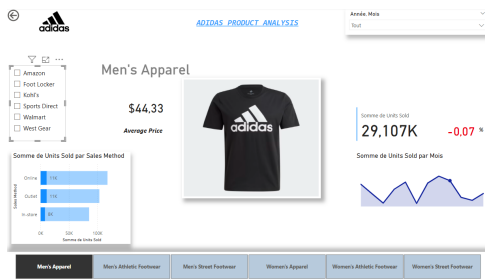 adidas
ADIDAS PRODUCT ANALYSIS
Année, Mois
Tout
Amazon
Foot Locker
Kohl's
Sports Direct
Walmart
West Gear
Men's Apparel
$44,33
Average Price
adidas
Somme de Units Sold
29,107K
-0,07 %
Somme de Units Sold par Sales Method
Sales Method
Online
11K
Outlet
11K
In-store
8K
0K
50K
100K
Somme de Units Sold
Somme de Units Sold par Mois
Men's Apparel
Men's Athletic Footwear
Men's Street Footwear
Women's Apparel
Women's Athletic Footwear
Women's Street Footwear